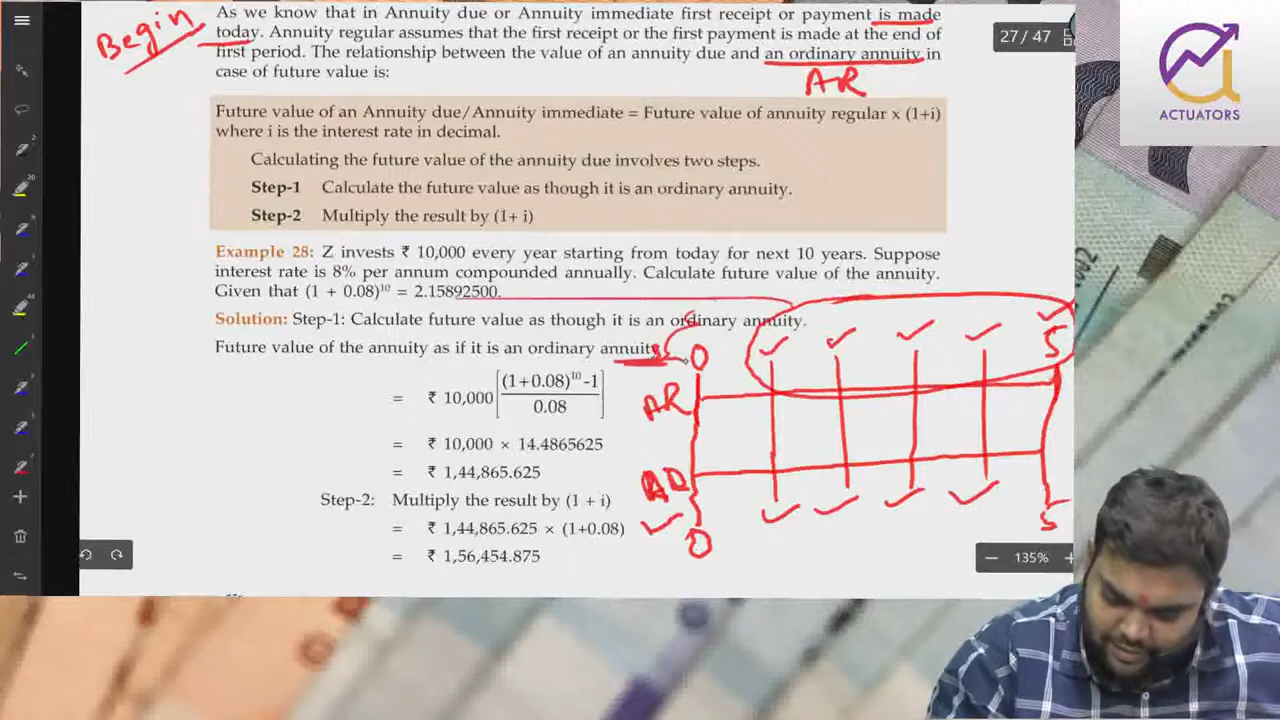 As we know that in Annuity due or Annuity immediate first receipt or payment is made
today. Annuity regular assumes that the first receipt or the first payment is made at the end of
first period. The relationship between the value of an annuity due and an ordinary annuity in
case of future value is:
Begin
AR
27 / 47
ACTUATORS
Future value of an Annuity due/Annuity immediate = Future value of annuity regular x (1+i)
where i is the interest rate in decimal.
Calculating the future value of the annuity due involves two steps.
Step-1 Calculate the future value as though it is an ordinary annuity.
Step-2 Multiply the result by (1+ i)
Example 28: Z invests ₹ 10,000 every year starting from today for next 10 years. Suppose
interest rate is 8% per annum compounded annually. Calculate future value of the annuity.
Given that (1 + 0.08)¹⁰ = 2.15892500.
Solution: Step-1: Calculate future value as though it is an ordinary annuity.
Future value of the annuity as if it is an ordinary annuity
= ₹ 10,000 [(1+0.08)¹⁰-1 / 0.08]
= ₹ 10,000 × 14.4865625
= ₹ 1,44,865.625
Step-2: Multiply the result by (1 + i)
= ₹ 1,44,865.625 × (1+0.08)
= ₹ 1,56,454.875
0 5
AR
AD
0 5
135%